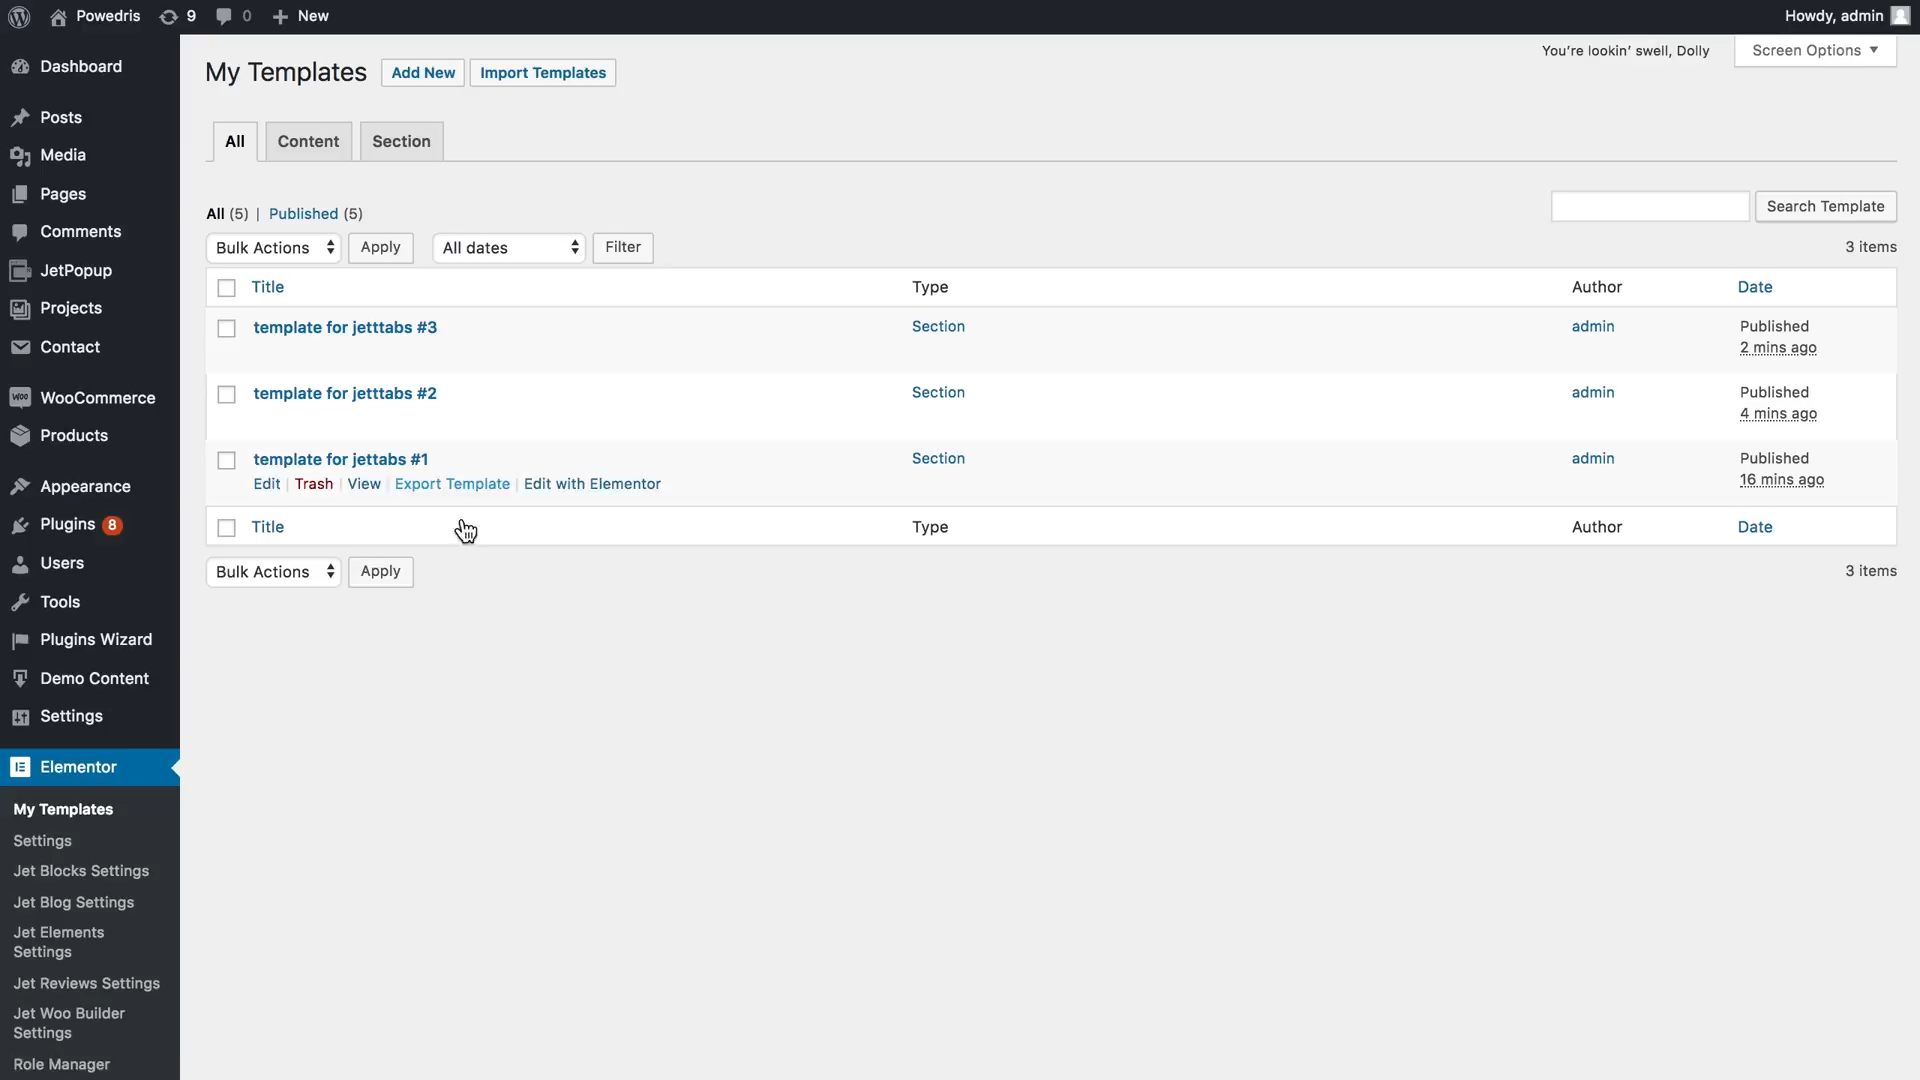 Powedris 9 0 New Howdy, admin
Dashboard
Posts
Media
Pages
Comments
JetPopup
Projects
Contact
WOO WooCommerce
Products
Appearance
Plugins 8
Users
Tools
Plugins Wizard
Demo Content
Settings
Elementor
My Templates
Settings
Jet Blocks Settings
Jet Blog Settings
Jet Elements
Settings
Jet Reviews Settings
Jet Woo Builder
Settings
Role Manager
You're lookin' swell, Dolly Screen Options
My Templates Add New Import Templates
All Content Section
All (5) | Published (5) Search Template
Bulk Actions Apply All dates Filter 3 items
Title Type Author Date
template for jetttabs #3 Section admin Published
2 mins ago
template for jetttabs #2 Section admin Published
4 mins ago
template for jettabs #1 Section admin Published
Edit | Trash | View | Export Template | Edit with Elementor 16 mins ago
Title Type Author Date
Bulk Actions Apply 3 items